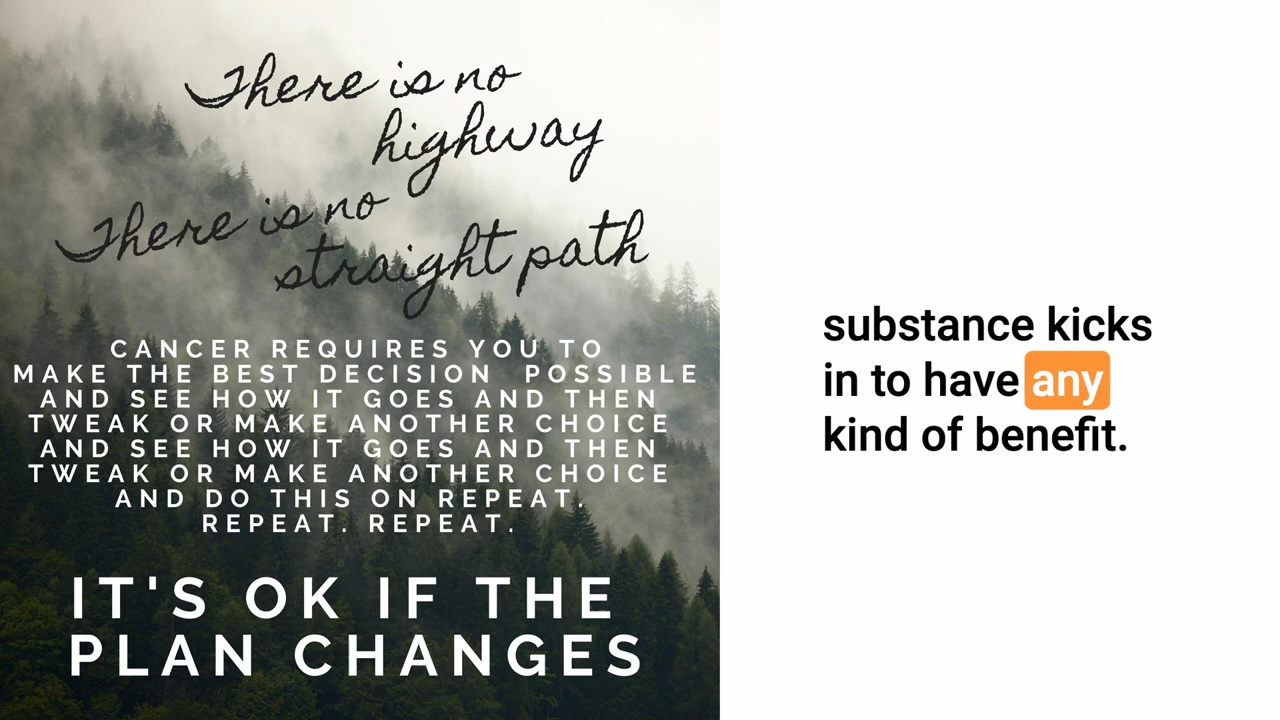 There is no
highway
There is no
straight path
CANCER REQUIRES YOU TO
MAKE THE BEST DECISION POSSIBLE
AND SEE HOW IT GOES AND THEN
TWEAK OR MAKE ANOTHER CHOICE
AND SEE HOW IT GOES AND THEN
TWEAK OR MAKE ANOTHER CHOICE
AND DO THIS ON REPEAT.
REPEAT. REPEAT.
IT'S OK IF THE
PLAN CHANGES
substance kicks
in to have any
kind of benefit.